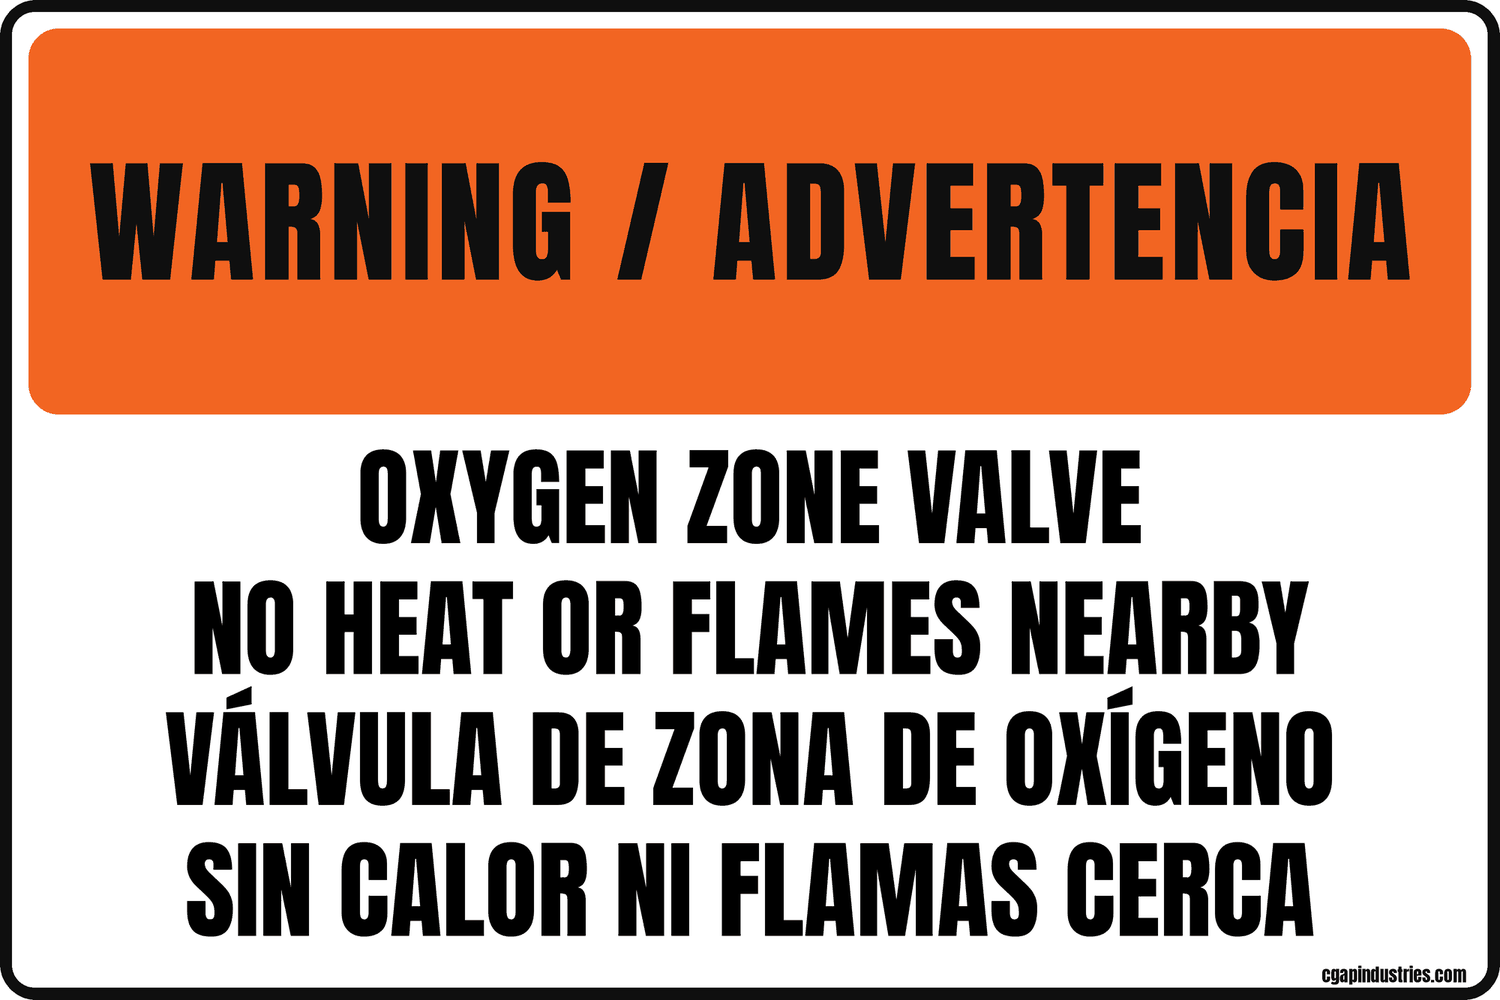 WARNING / ADVERTENCIA
OXYGEN ZONE VALVE
NO HEAT OR FLAMES NEARBY
VÁLVULA DE ZONA DE OXÍGENO
SIN CALOR NI FLAMAS CERCA
cgapindustries.com